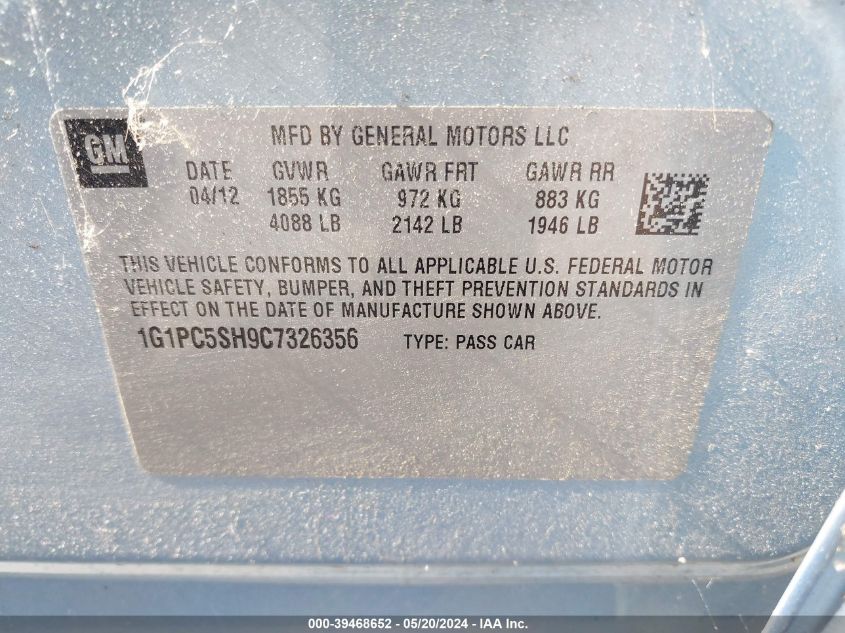 GM
MFD BY GENERAL MOTORS LLC
DATE GVWR GAWR FRT GAWR RR
04/12 1855 KG 972 KG 883 KG
4088 LB 2142 LB 1946 LB
THIS VEHICLE CONFORMS TO ALL APPLICABLE U.S. FEDERAL MOTOR
VEHICLE SAFETY, BUMPER, AND THEFT PREVENTION STANDARDS IN
EFFECT ON THE DATE OF MANUFACTURE SHOWN ABOVE.
1G1PC5SH9C7326356 TYPE: PASS CAR
000-39468652 - 05/20/2024 - IAA Inc.